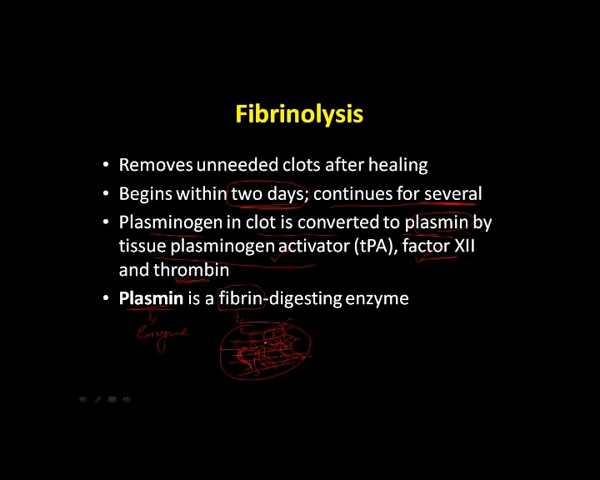 Fibrinolysis
• Removes unneeded clots after healing
• Begins within two days; continues for several
• Plasminogen in clot is converted to plasmin by
tissue plasminogen activator (tPA), factor XII
and thrombin
• Plasmin is a fibrin-digesting enzyme
Enzyme